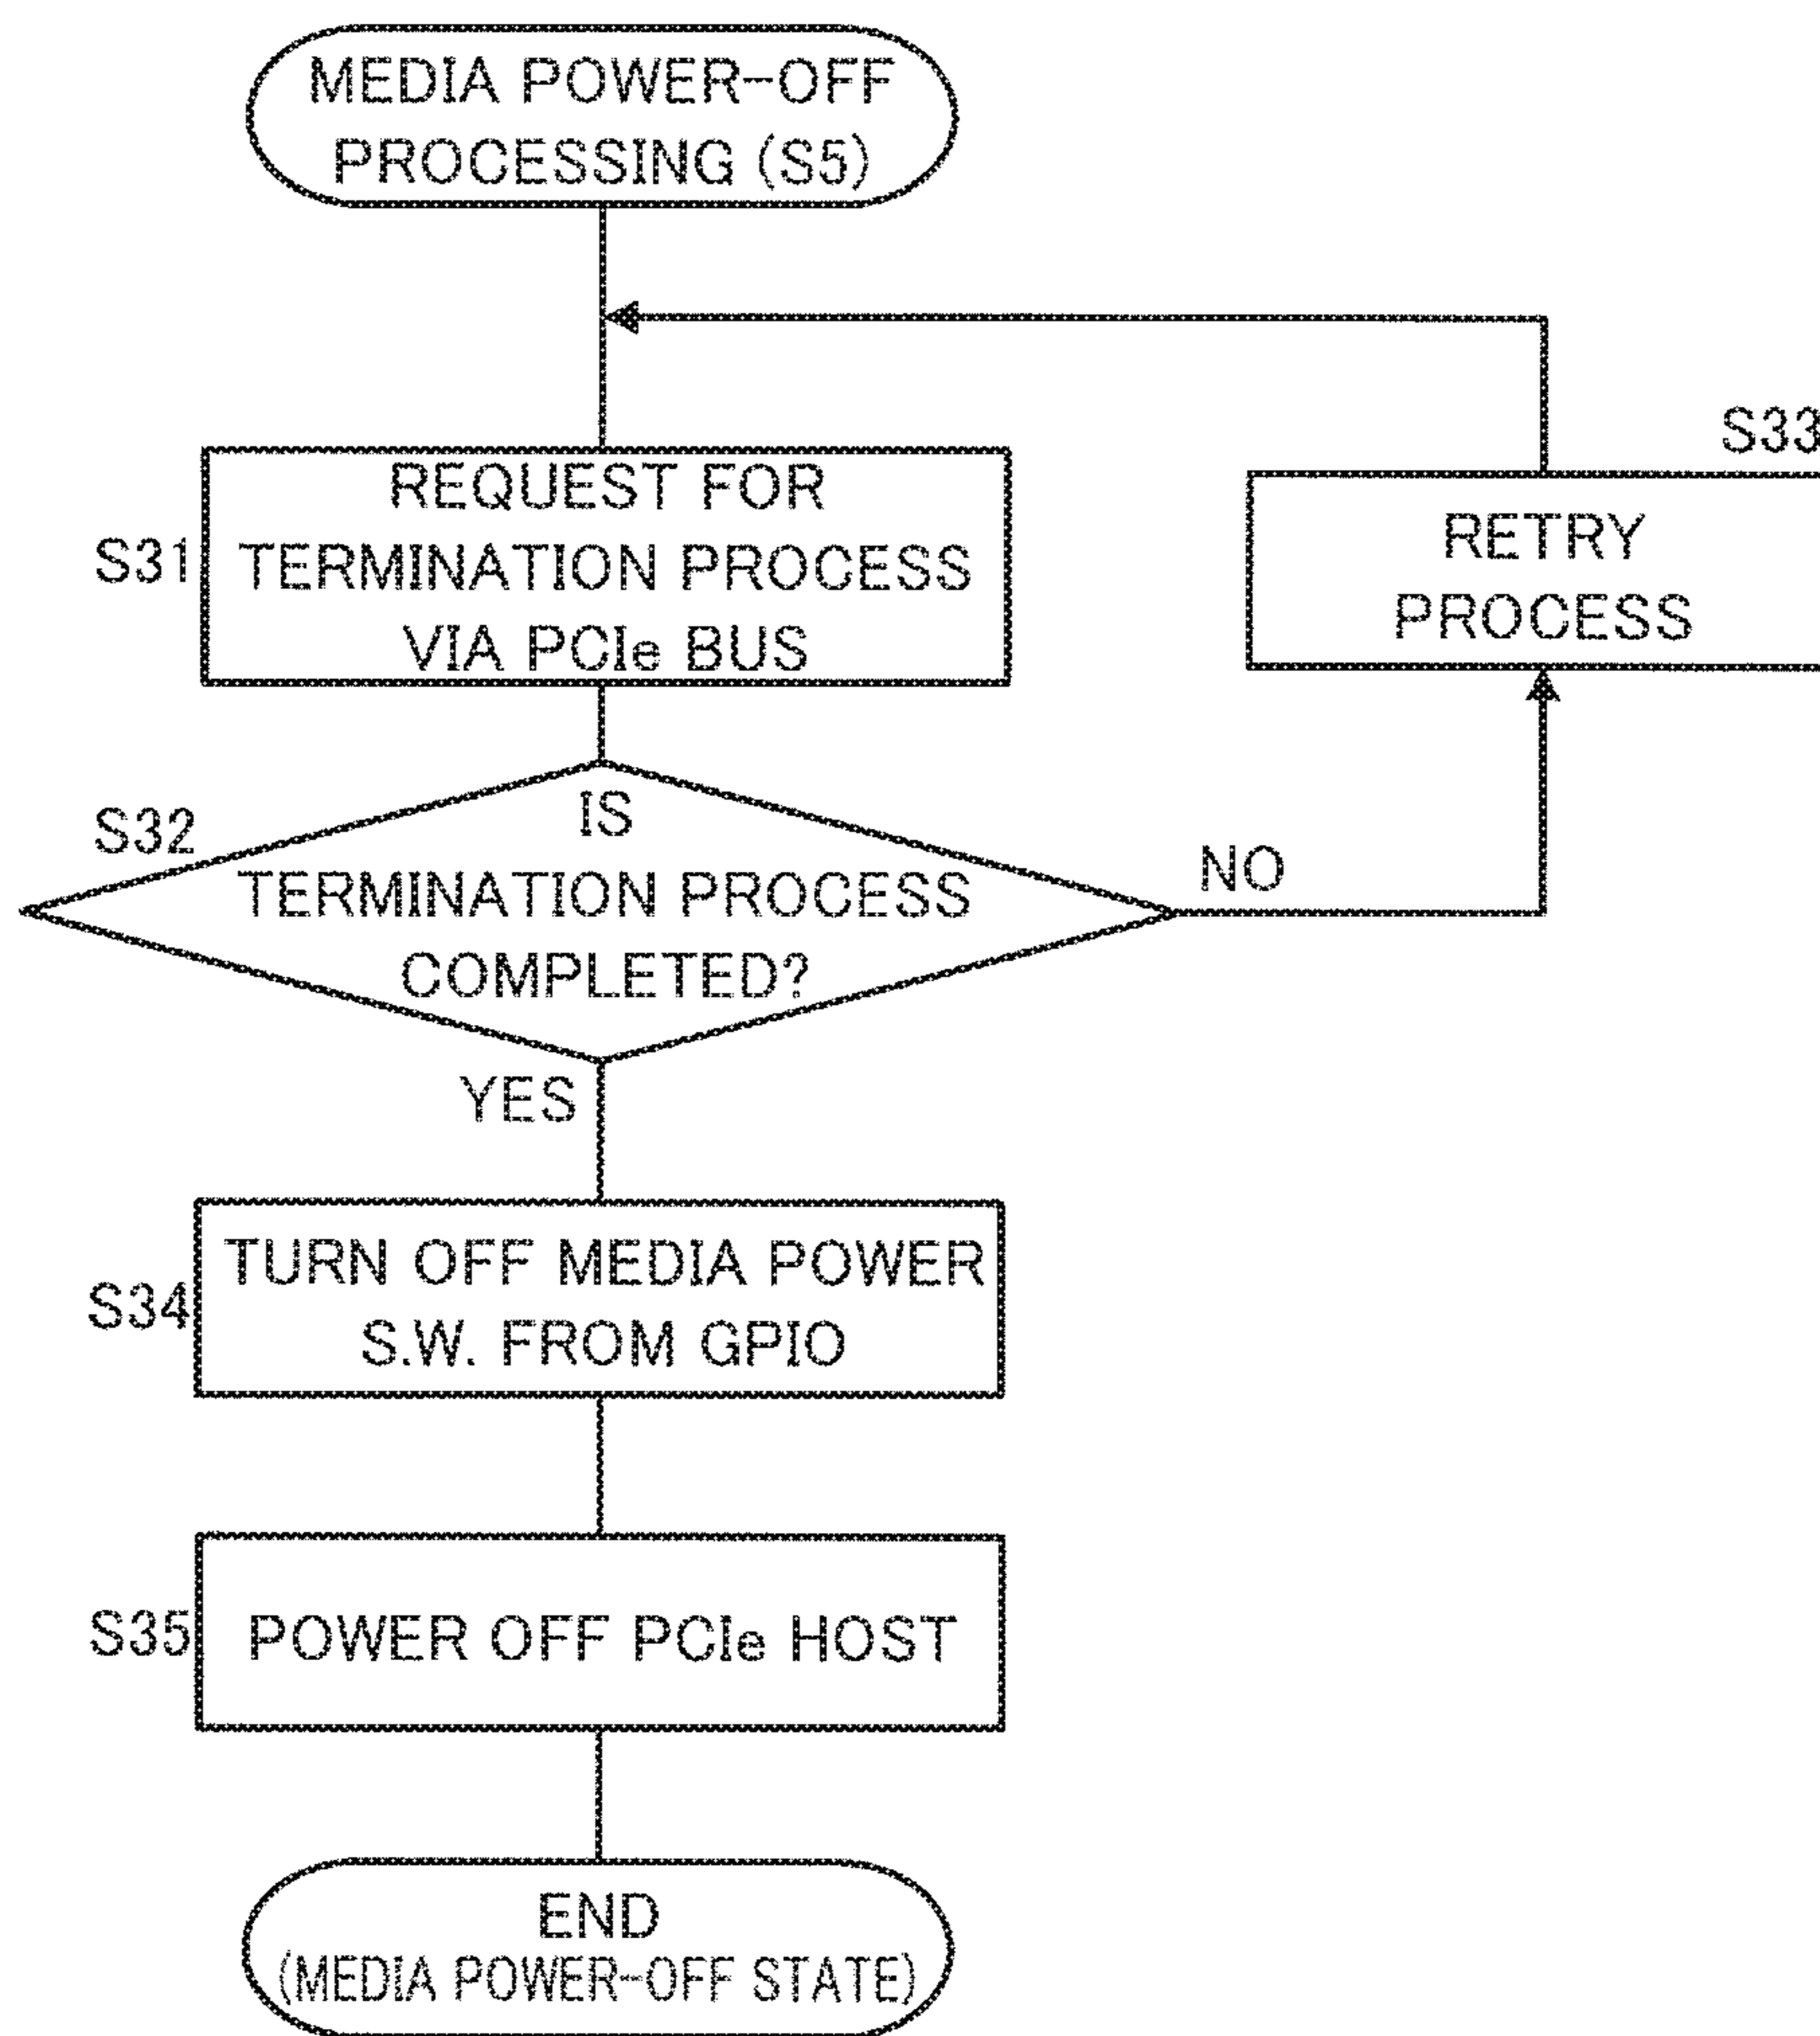 MEDIA POWER-OFF
PROCESSING (S5)
S33
S31
REQUEST FOR
TERMINATION PROCESS
VIA PCIe BUS
RETRY
PROCESS
S32
IS
TERMINATION PROCESS
COMPLETED?
NO
YES
S34
TURN OFF MEDIA POWER
S.W. FROM GPIO
S35
POWER OFF PCIe HOST
END
(MEDIA POWER-OFF STATE)